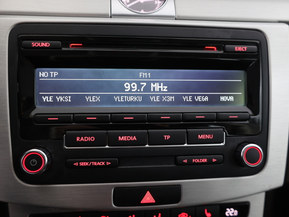 SOUND EJECT
NO TP FM1
99.7 MHz
YLE YKSI YLEX YLETURKU YLE X3M YLE VEGA NOVA
RADIO MEDIA TP MENU
SEEK / TRACK FOLDER